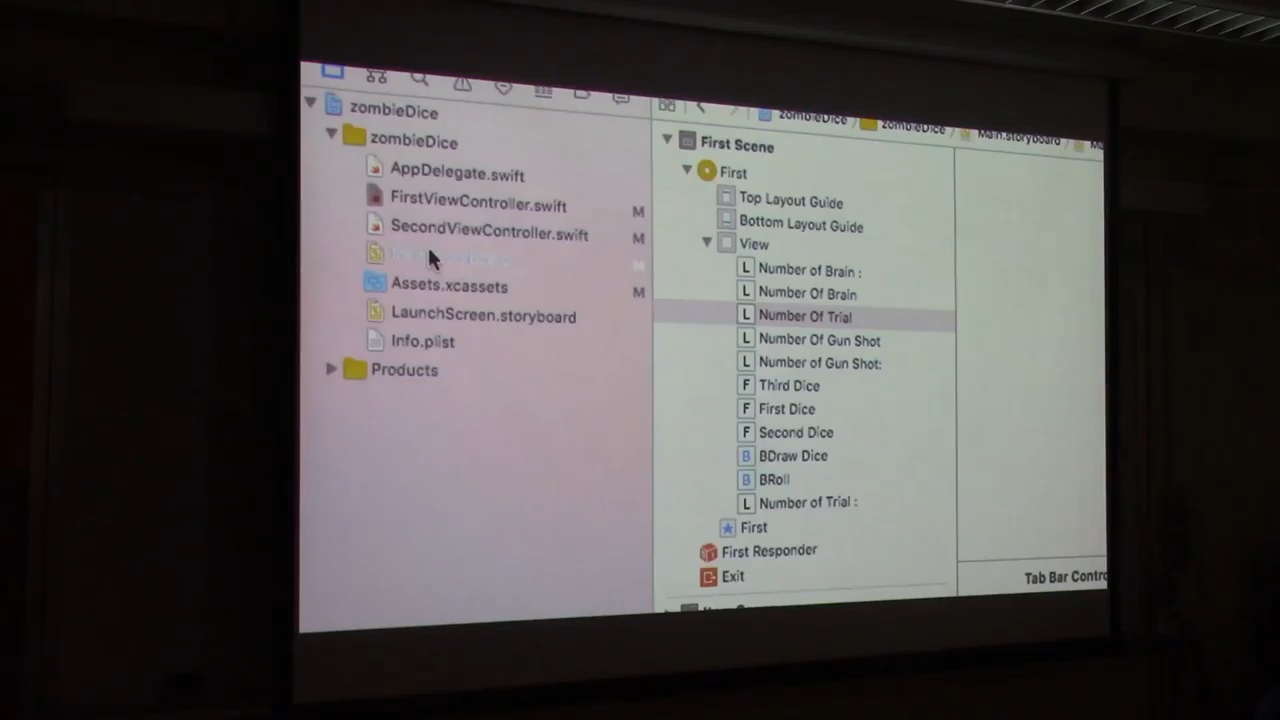 zombieDice
zombieDice
AppDelegate.swift
FirstViewController.swift M
SecondViewController.swift M
M
Assets.xcassets M
LaunchScreen.storyboard
Info.plist
Products
zombieDice zombieDice Main.storyboard
First Scene
First
Top Layout Guide
Bottom Layout Guide
View
L Number of Brain :
L Number Of Brain
L Number Of Trial
L Number Of Gun Shot
L Number of Gun Shot:
F Third Dice
F First Dice
F Second Dice
B BDraw Dice
B BRoll
L Number of Trial :
First
First Responder
Exit
Tab Bar Contro